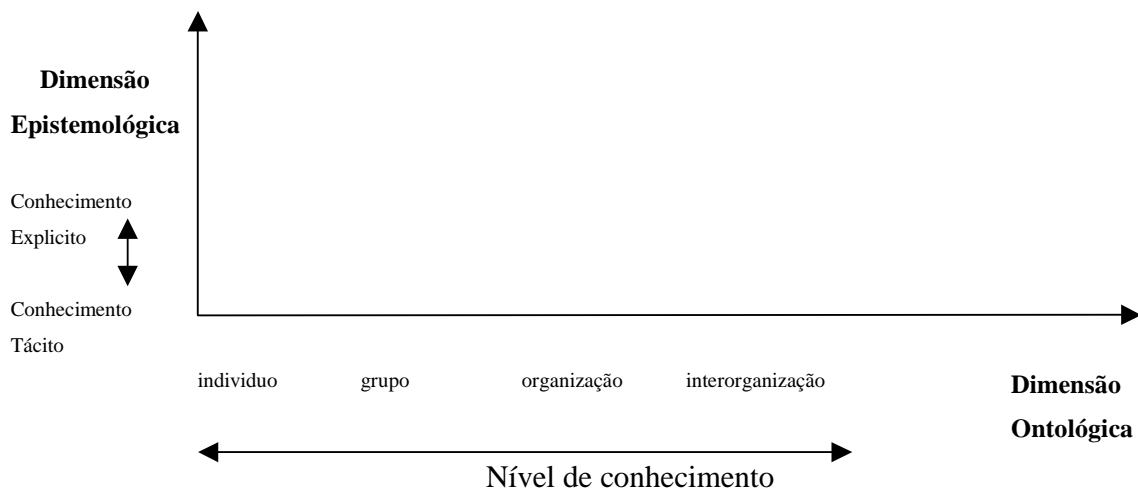 Dimensão
Epistemológica
Conhecimento
Explicito
Conhecimento
Tácito
individuo grupo organização interorganização
Dimensão
Ontológica
Nível de conhecimento